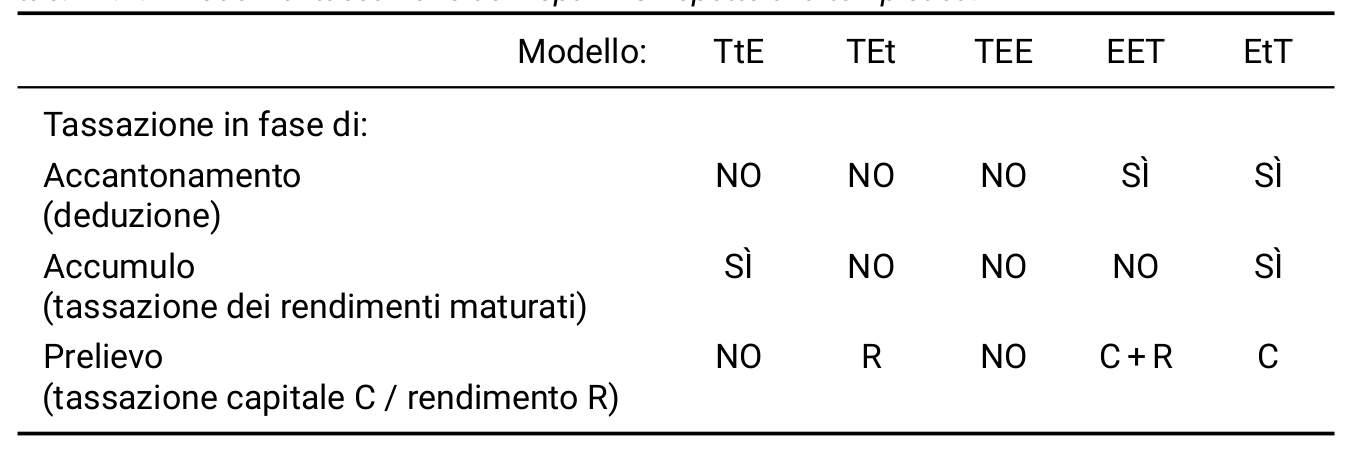 Modello: TtE TEt TEE EET EtT
Tassazione in fase di:
Accantonamento NO NO NO SÌ SÌ
(deduzione)
Accumulo SÌ NO NO NO SÌ
(tassazione dei rendimenti maturati)
Prelievo NO R NO C + R C
(tassazione capitale C / rendimento R)